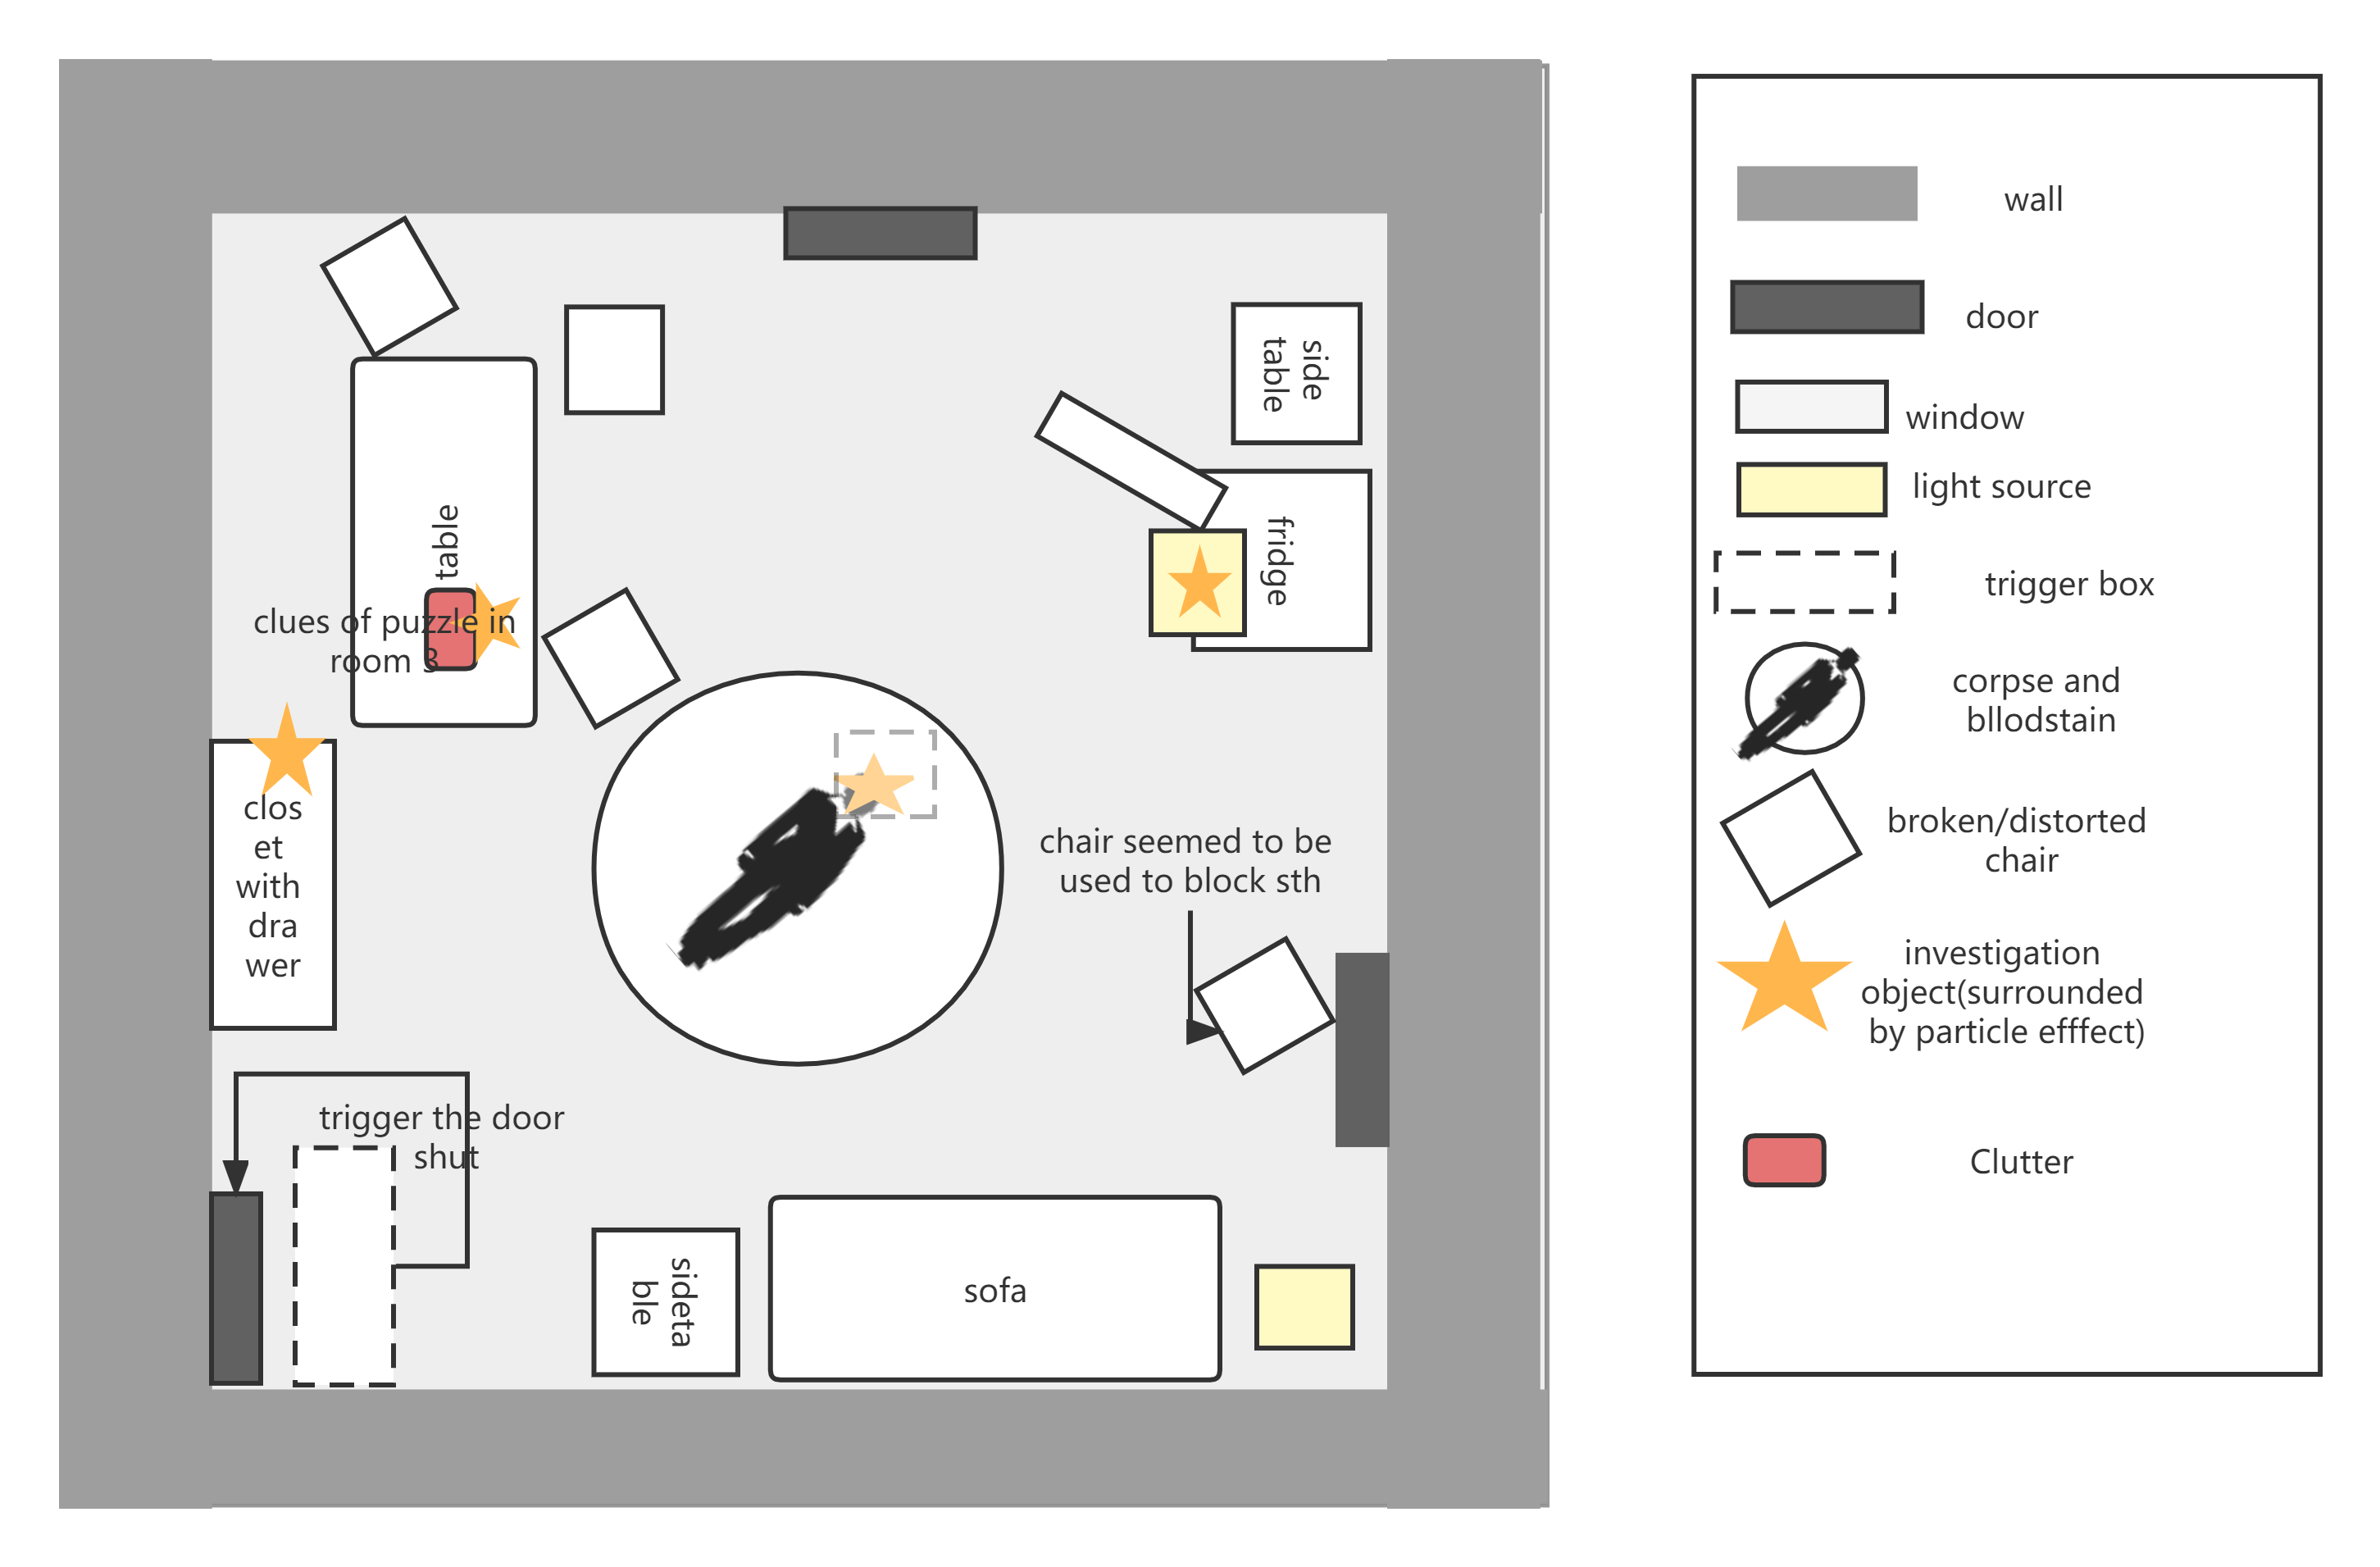 side
table
table
fridge
clues of puzzle in
room 3
clos
et
with
dra
wer
chair seemed to be
used to block sth
trigger the door
shut
sideta
ble
sofa
wall
door
window
light source
trigger box
corpse and
bllodstain
broken/distorted
chair
investigation
object(surrounded
by particle efffect)
Clutter